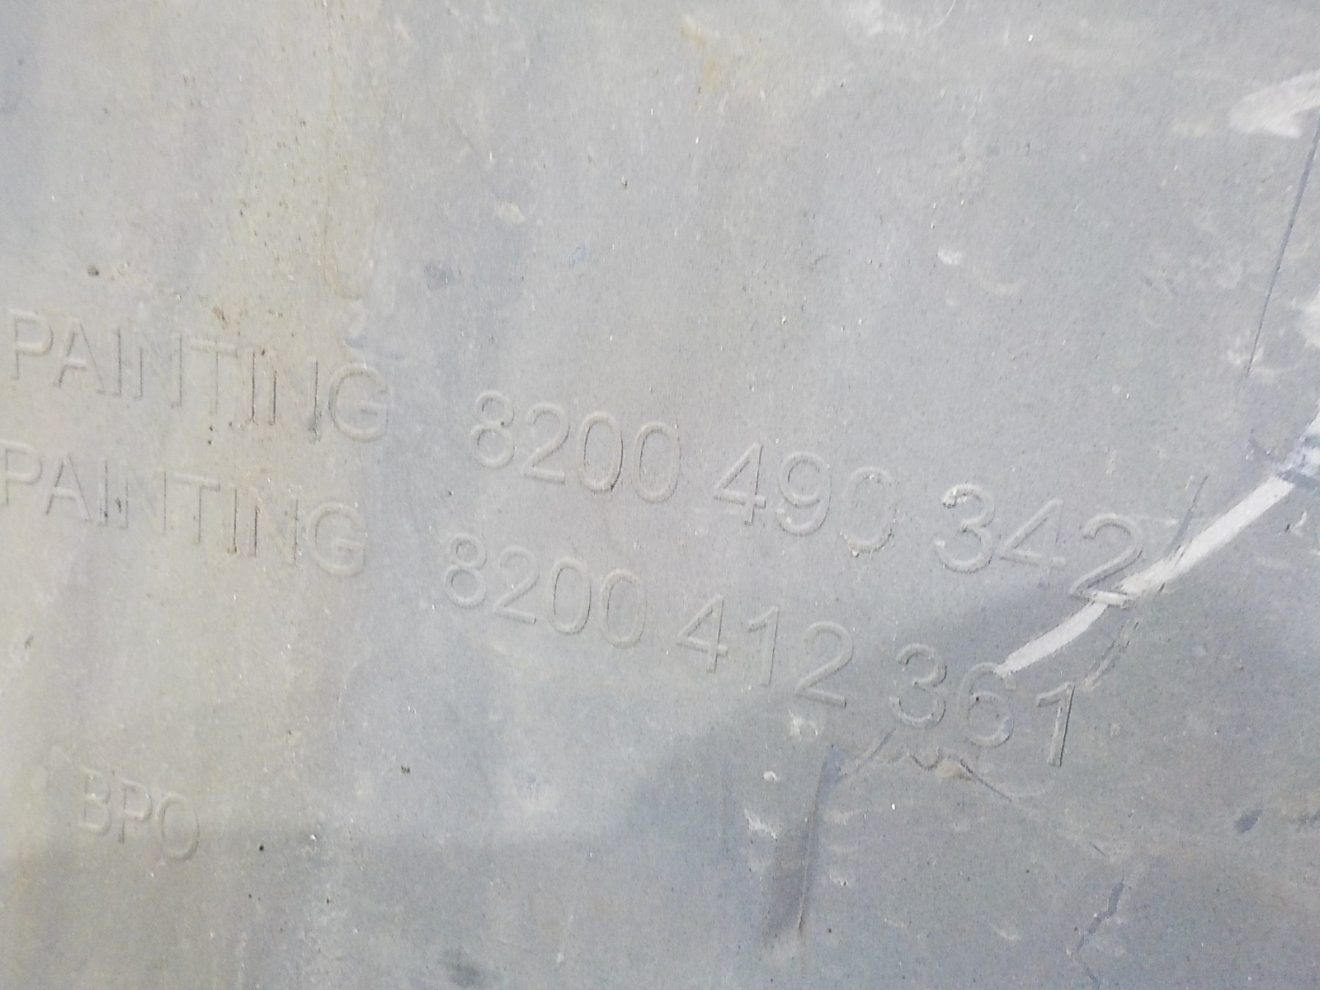 PAINTING 8200 490 342
PAINTING 8200 412 361
BPO